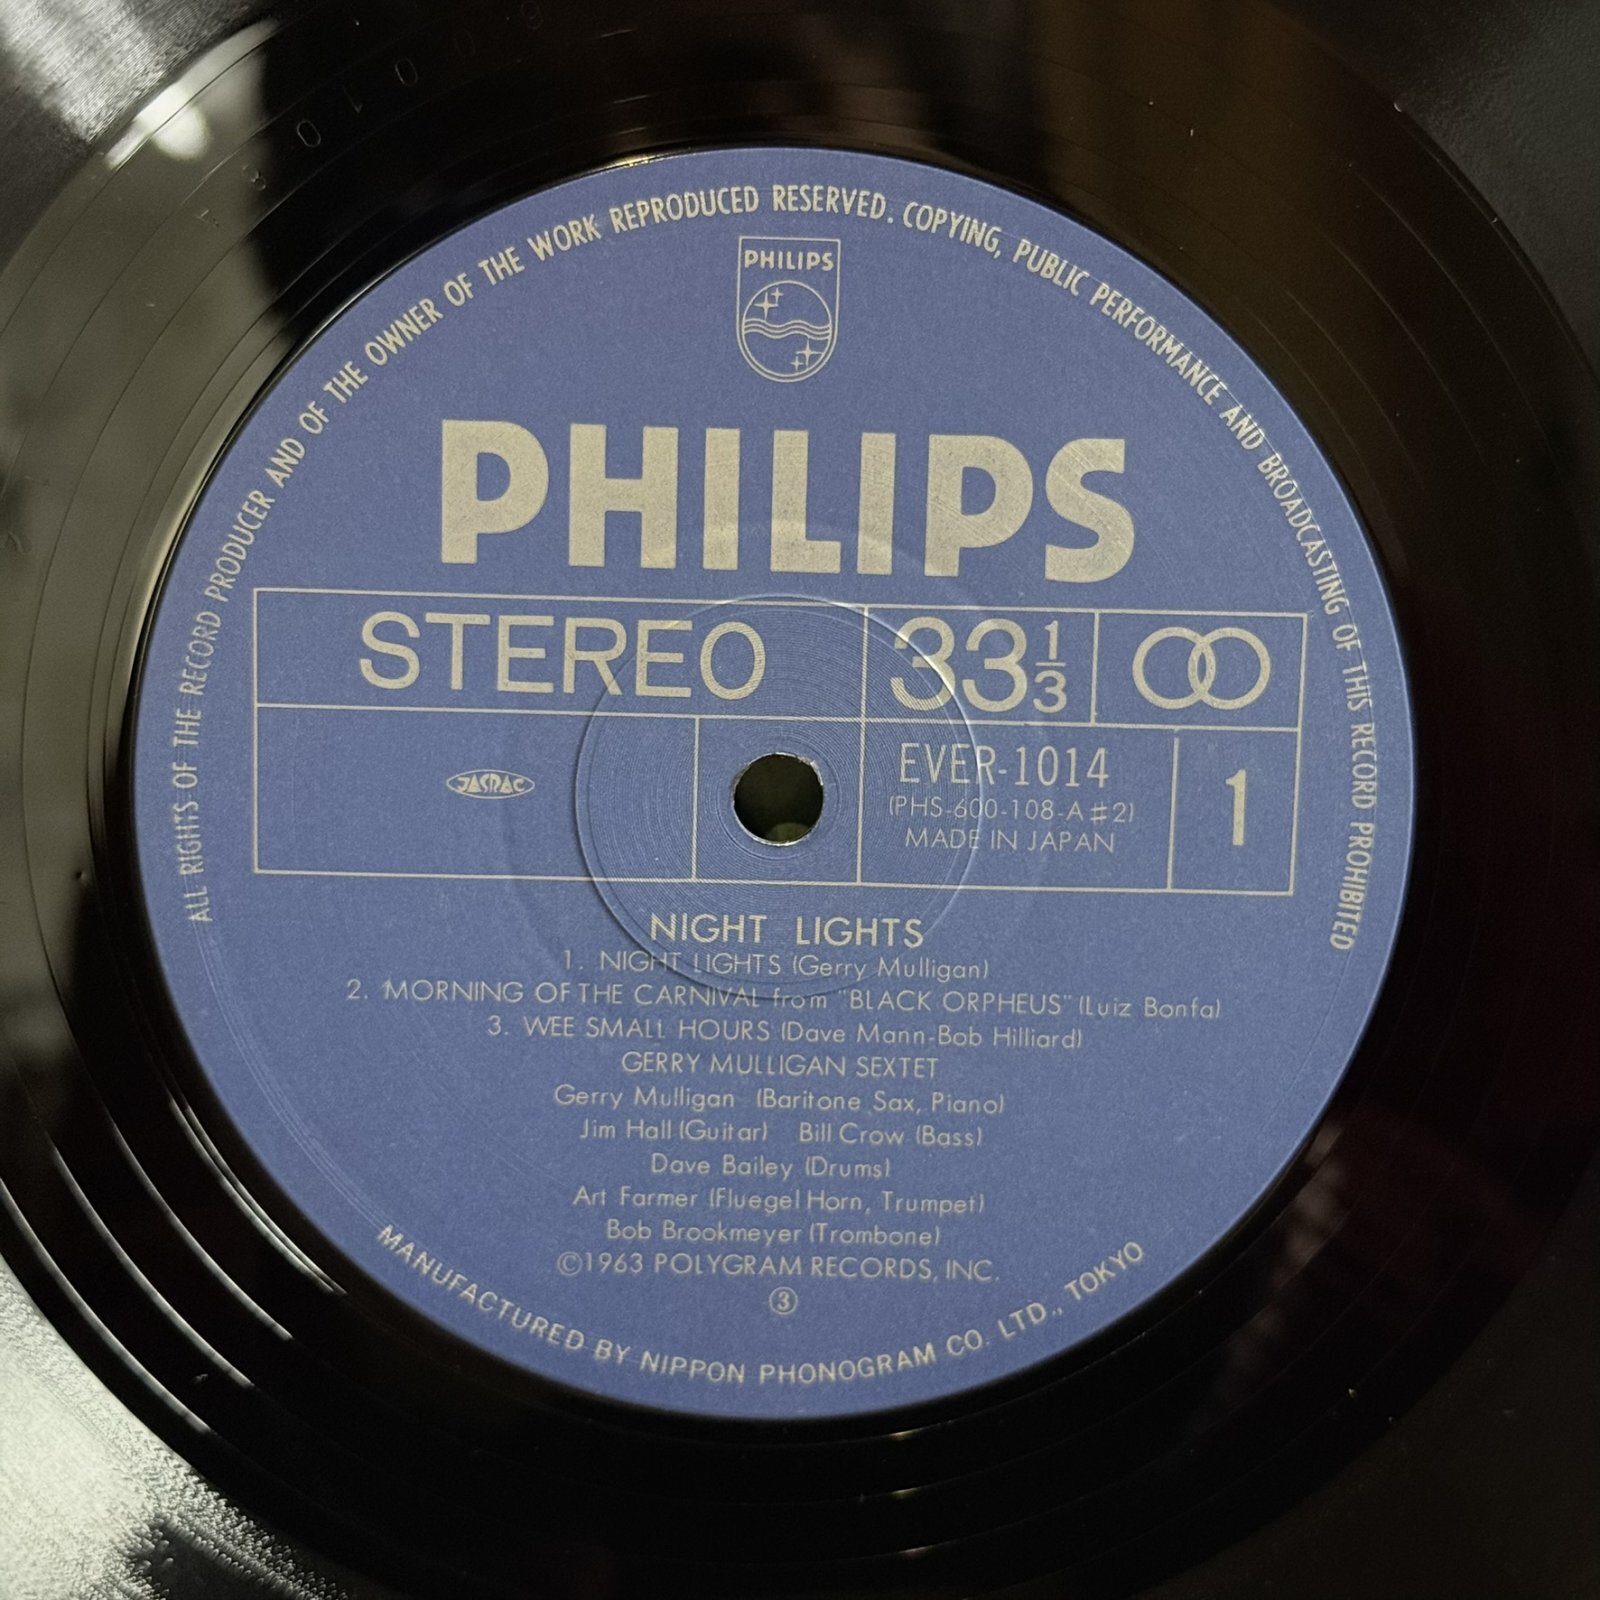 ALL RIGHTS OF THE RECORD PRODUCER AND OF THE OWNER OF THE WORK REPRODUCED RESERVED. COPYING, PUBLIC PERFORMANCE AND BROADCASTING OF THIS RECORD PROHIBITED
PHILIPS
PHILIPS
STEREO 33 1/3
JASRAC
EVER-1014
(PHS-600-108-A♯2)
MADE IN JAPAN
1
NIGHT LIGHTS
1. NIGHT LIGHTS (Gerry Mulligan)
2. MORNING OF THE CARNIVAL from "BLACK ORPHEUS" (Luiz Bonfa)
3. WEE SMALL HOURS (Dave Mann-Bob Hilliard)
GERRY MULLIGAN SEXTET
Gerry Mulligan (Baritone Sax, Piano)
Jim Hall (Guitar) Bill Crow (Bass)
Dave Bailey (Drums)
Art Farmer (Fluegel Horn, Trumpet)
Bob Brookmeyer (Trombone)
©1963 POLYGRAM RECORDS, INC.
③
MANUFACTURED BY NIPPON PHONOGRAM CO. LTD., TOKYO